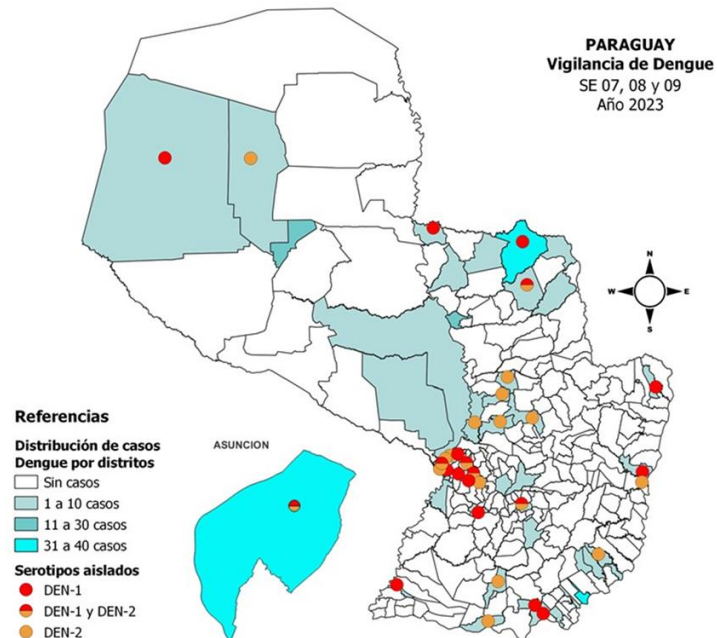 PARAGUAY
Vigilancia de Dengue
SE 07, 08 y 09
Año 2023
N
W E
S
Referencias
Distribución de casos
Dengue por distritos
Sin casos
1 a 10 casos
11 a 30 casos
31 a 40 casos
Serotipos aislados
DEN-1
DEN-1 y DEN-2
DEN-2
ASUNCION